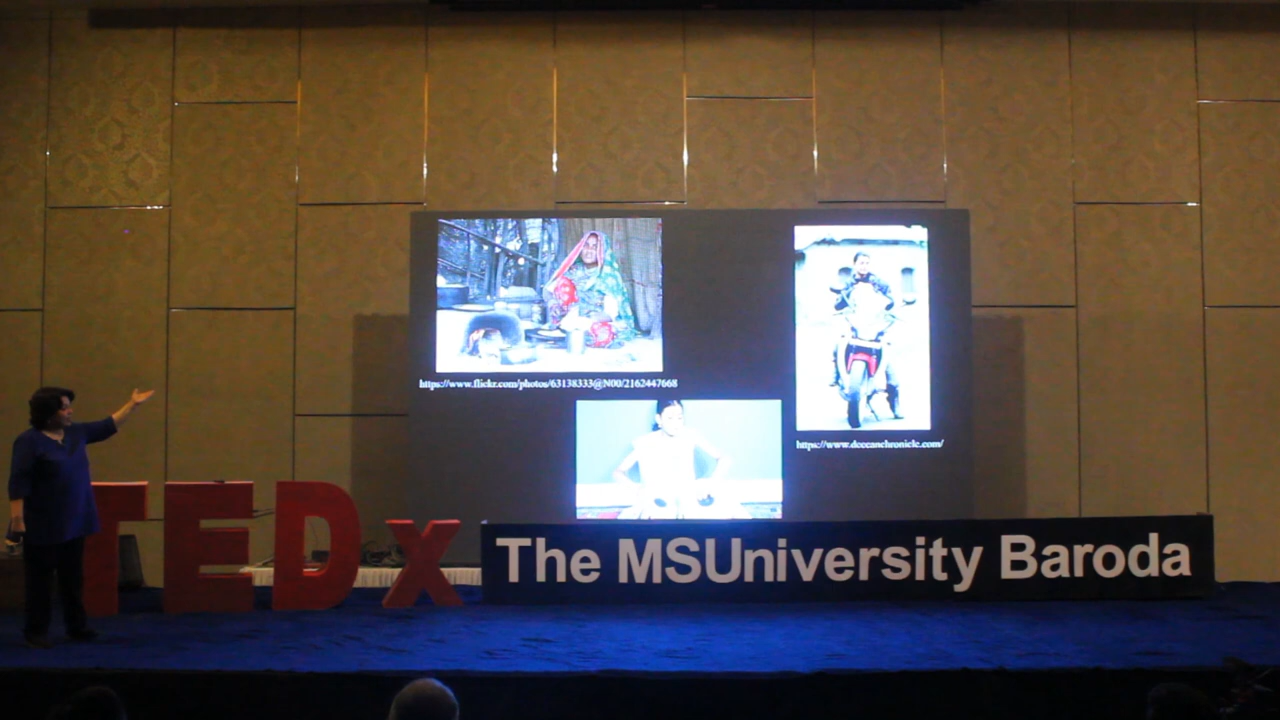 https://www.flickr.com/photos/63138333@N00/2162447668
https://www.deccanchronicle.com/
TEDx
The MSUniversity Baroda